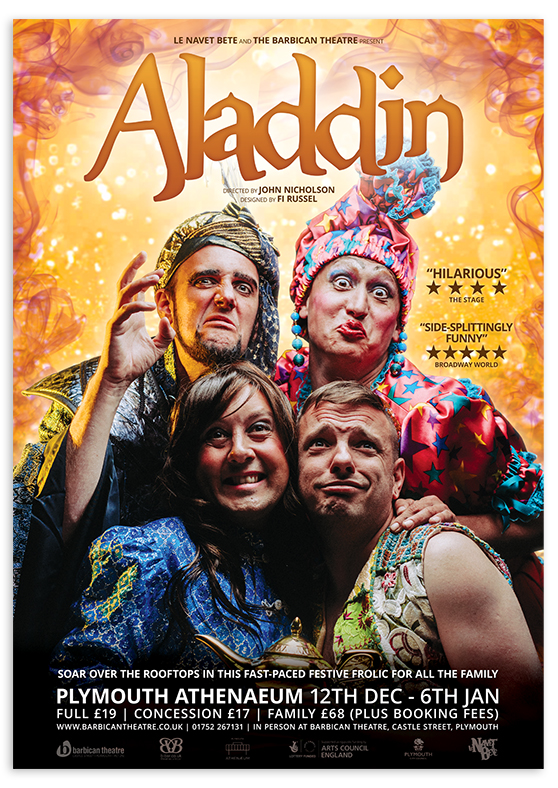 LE NAVET BETE AND THE BARBICAN THEATRE PRESENT
Aladdin
DIRECTED BY JOHN NICHOLSON
DESIGNED BY FI RUSSEL
"HILARIOUS"
★★★★
THE STAGE
"SIDE-SPLITTINGLY
FUNNY"
★★★★★
BROADWAY WORLD
SOAR OVER THE ROOFTOPS IN THIS FAST-PACED FESTIVE FROLIC FOR ALL THE FAMILY
PLYMOUTH ATHENAEUM 12TH DEC - 6TH JAN
FULL £19 | CONCESSION £17 | FAMILY £68 (PLUS BOOKING FEES)
WWW.BARBICANTHEATRE.CO.UK | 01752 267131 | IN PERSON AT BARBICAN THEATRE, CASTLE STREET, PLYMOUTH
barbican theatre
ARTS COUNCIL
ENGLAND
PLYMOUTH
Le Navet Bete